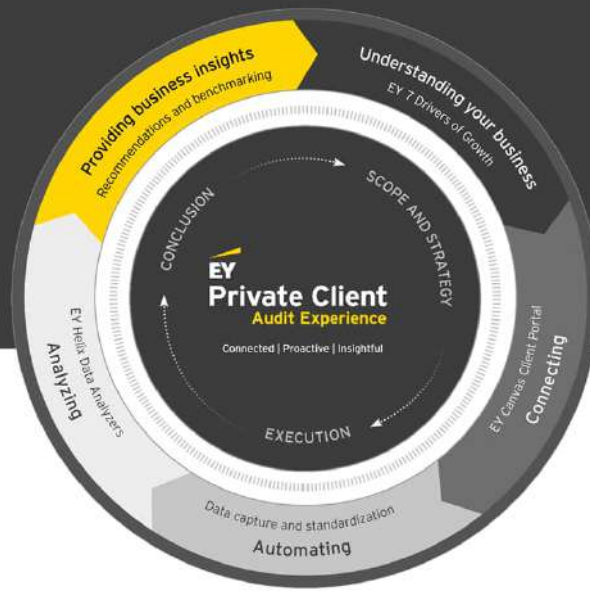 Providing business insights
Recommendations and benchmarking
Understanding your business
EY 7 Drivers of Growth
Connecting
EY Canvas Client Portal
Automating
Data capture and standardization
Analyzing
EY Helix Data Analyzers
CONCLUSION
SCOPE AND STRATEGY
EXECUTION
EY
Private Client
Audit Experience
Connected | Proactive | Insightful